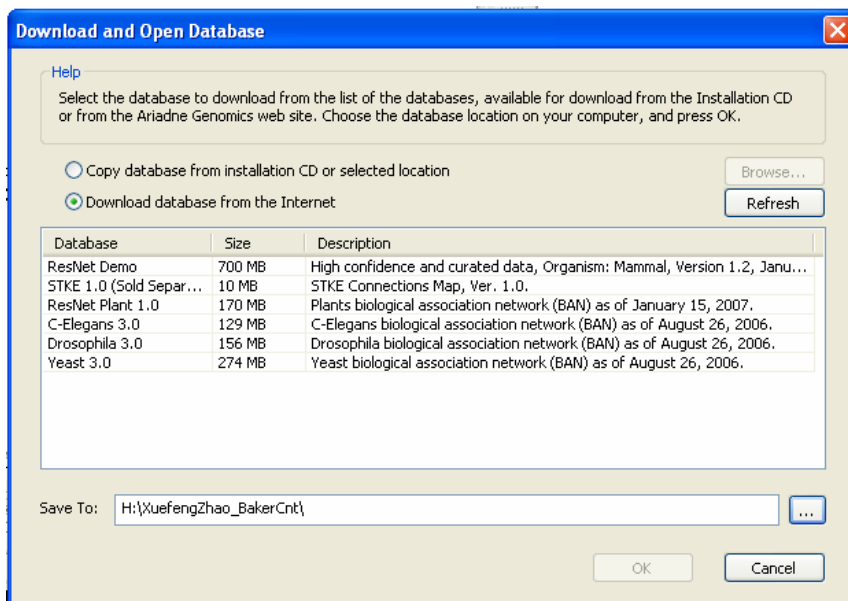 Download and Open Database
Help
Select the database to download from the list of the databases, available for download from the Installation CD
or from the Ariadne Genomics web site. Choose the database location on your computer, and press OK.
Copy database from installation CD or selected location
Browse...
Download database from the Internet
Refresh
Database Size Description
ResNet Demo 700 MB High confidence and curated data, Organism: Mammal, Version 1.2, Janu...
STKE 1.0 (Sold Separ... 10 MB STKE Connections Map, Ver. 1.0.
ResNet Plant 1.0 170 MB Plants biological association network (BAN) as of January 15, 2007.
C-Elegans 3.0 129 MB C-Elegans biological association network (BAN) as of August 26, 2006.
Drosophila 3.0 156 MB Drosophila biological association network (BAN) as of August 26, 2006.
Yeast 3.0 274 MB Yeast biological association network (BAN) as of August 26, 2006.
Save To: H:\XuefengZhao_BakerCnt\ ...
OK Cancel